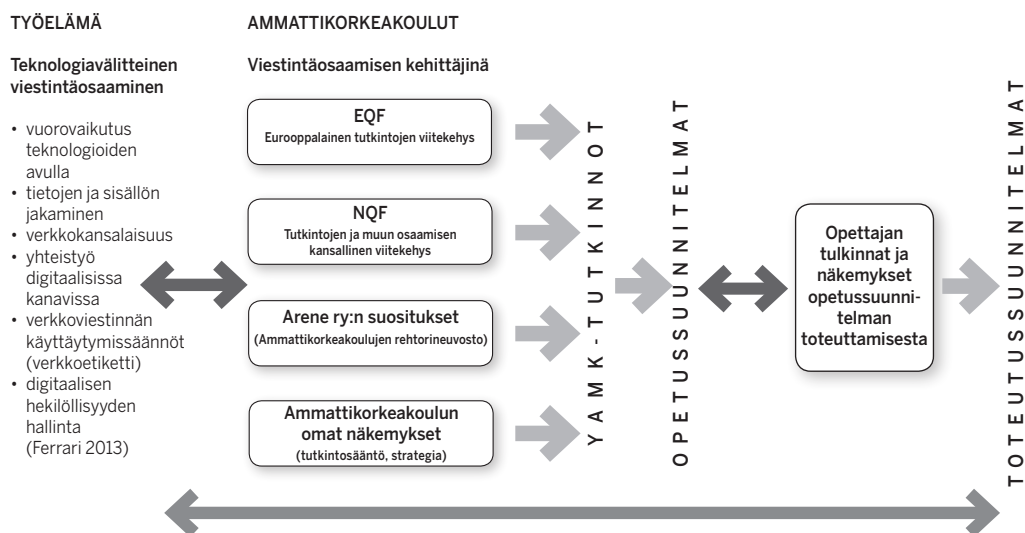 TYÖELÄMÄ
Teknologiavälitteinen
viestintäosaaminen
• vuorovaikutus
teknologioiden
avulla
• tietojen ja sisällön
jakaminen
• verkkokansalaisuus
• yhteistyö
digitaalisissa
kanavissa
• verkkoviestinnän
käyttäytymissäännöt
(verkkoetiketti)
• digitaalisen
hekilöllisyyden
hallinta
(Ferrari 2013)
AMMATTIKORKEAKOULUT
Viestintäosaamisen kehittäjinä
EQF
Eurooppalainen tutkintojen viitekehys
NQF
Tutkintojen ja muun osaamisen
kansallinen viitekehys
Arene ry:n suositukset
(Ammattikorkeakoulujen rehtorineuvosto)
Ammattikorkeakoulun
omat näkemykset
(tutkintosääntö, strategia)
YAMK-TUTKINNOT
OPETUSSUUNNITELMAT
Opettajan
tulkinnat ja
näkemykset
opetussuunni-
telman
toteuttamisesta
TOTEUTUSSUUNNITELMAT